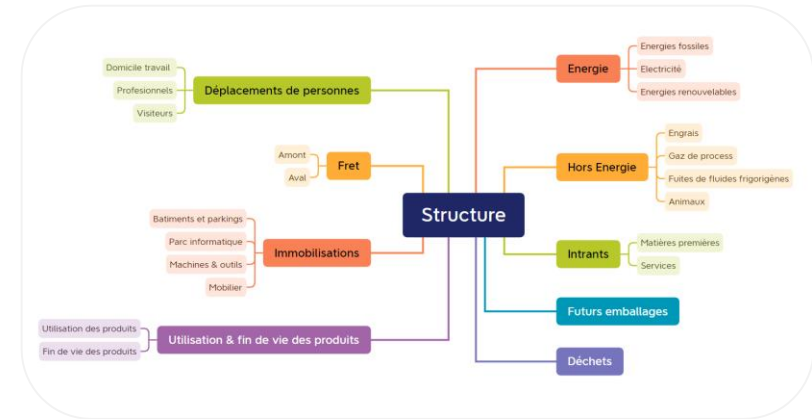 Structure
Déplacements de personnes
Domicile travail
Profesionnels
Visiteurs
Fret
Amont
Aval
Immobilisations
Batiments et parkings
Parc informatique
Machines & outils
Mobilier
Utilisation & fin de vie des produits
Utilisation des produits
Fin de vie des produits
Energie
Energies fossiles
Electricité
Energies renouvelables
Hors Energie
Engrais
Gaz de process
Fuites de fluides frigorigènes
Animaux
Intrants
Matières premières
Services
Futurs emballages
Déchets